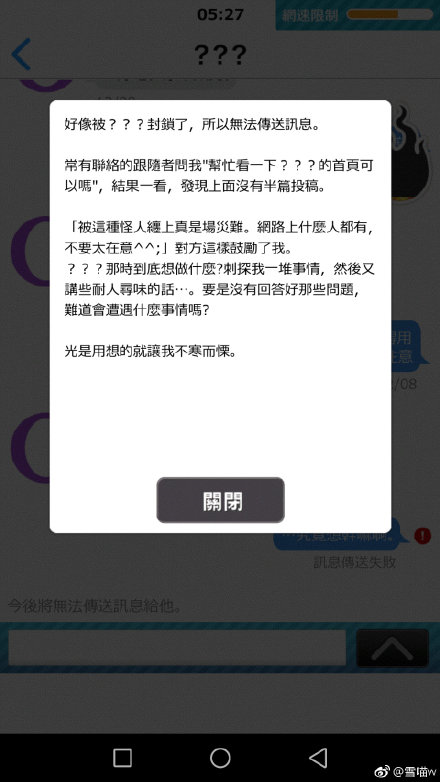 05:27
網速限制
???
好像被？？？封鎖了，所以無法傳送訊息。
常有聯絡的跟隨者問我"幫忙看一下？？？的首頁可
以嗎"，結果一看，發現上面沒有半篇投稿。
「被這種怪人纏上真是場災難。網路上什麼人都有，
不要太在意^^;」對方這樣鼓勵了我。
？？？那時到底想做什麼?刺探我一堆事情，然後又
講些耐人尋味的話…。要是沒有回答好那些問題，
難道會遭遇什麼事情嗎?
光是用想的就讓我不寒而慄。
關閉
訊息傳送失敗
今後將無法傳送訊息給他。
@雪喵w